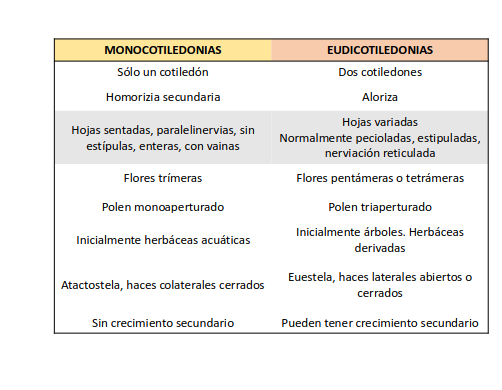 MONOCOTILEDONIAS
EUDICOTILEDONIAS
Sólo un cotiledón
Dos cotiledones
Homorizia secundaria
Aloriza
Hojas sentadas, paralelinervias, sin
estípulas, enteras, con vainas
Hojas variadas
Normalmente pecioladas, estipuladas,
nerviación reticulada
Flores trímeras
Flores pentámeras o tetrámeras
Polen monoaperturado
Polen triaperturado
Inicialmente herbáceas acuáticas
Inicialmente árboles. Herbáceas
derivadas
Atactostela, haces colaterales cerrados
Euestela, haces laterales abiertos o
cerrados
Sin crecimiento secundario
Pueden tener crecimiento secundario